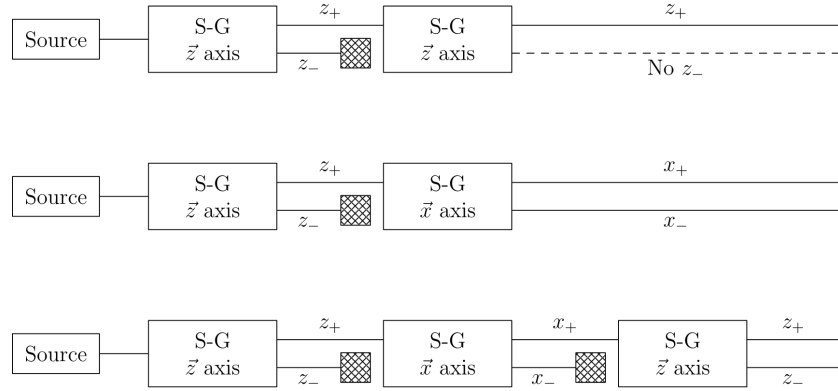 z₊ z₊
Source S-G z⃗ axis S-G z⃗ axis
z₋ No z₋
z₊ x₊
Source S-G z⃗ axis S-G x⃗ axis
z₋ x₋
z₊ x₊ z₊
Source S-G z⃗ axis S-G x⃗ axis S-G z⃗ axis
z₋ x₋ z₋